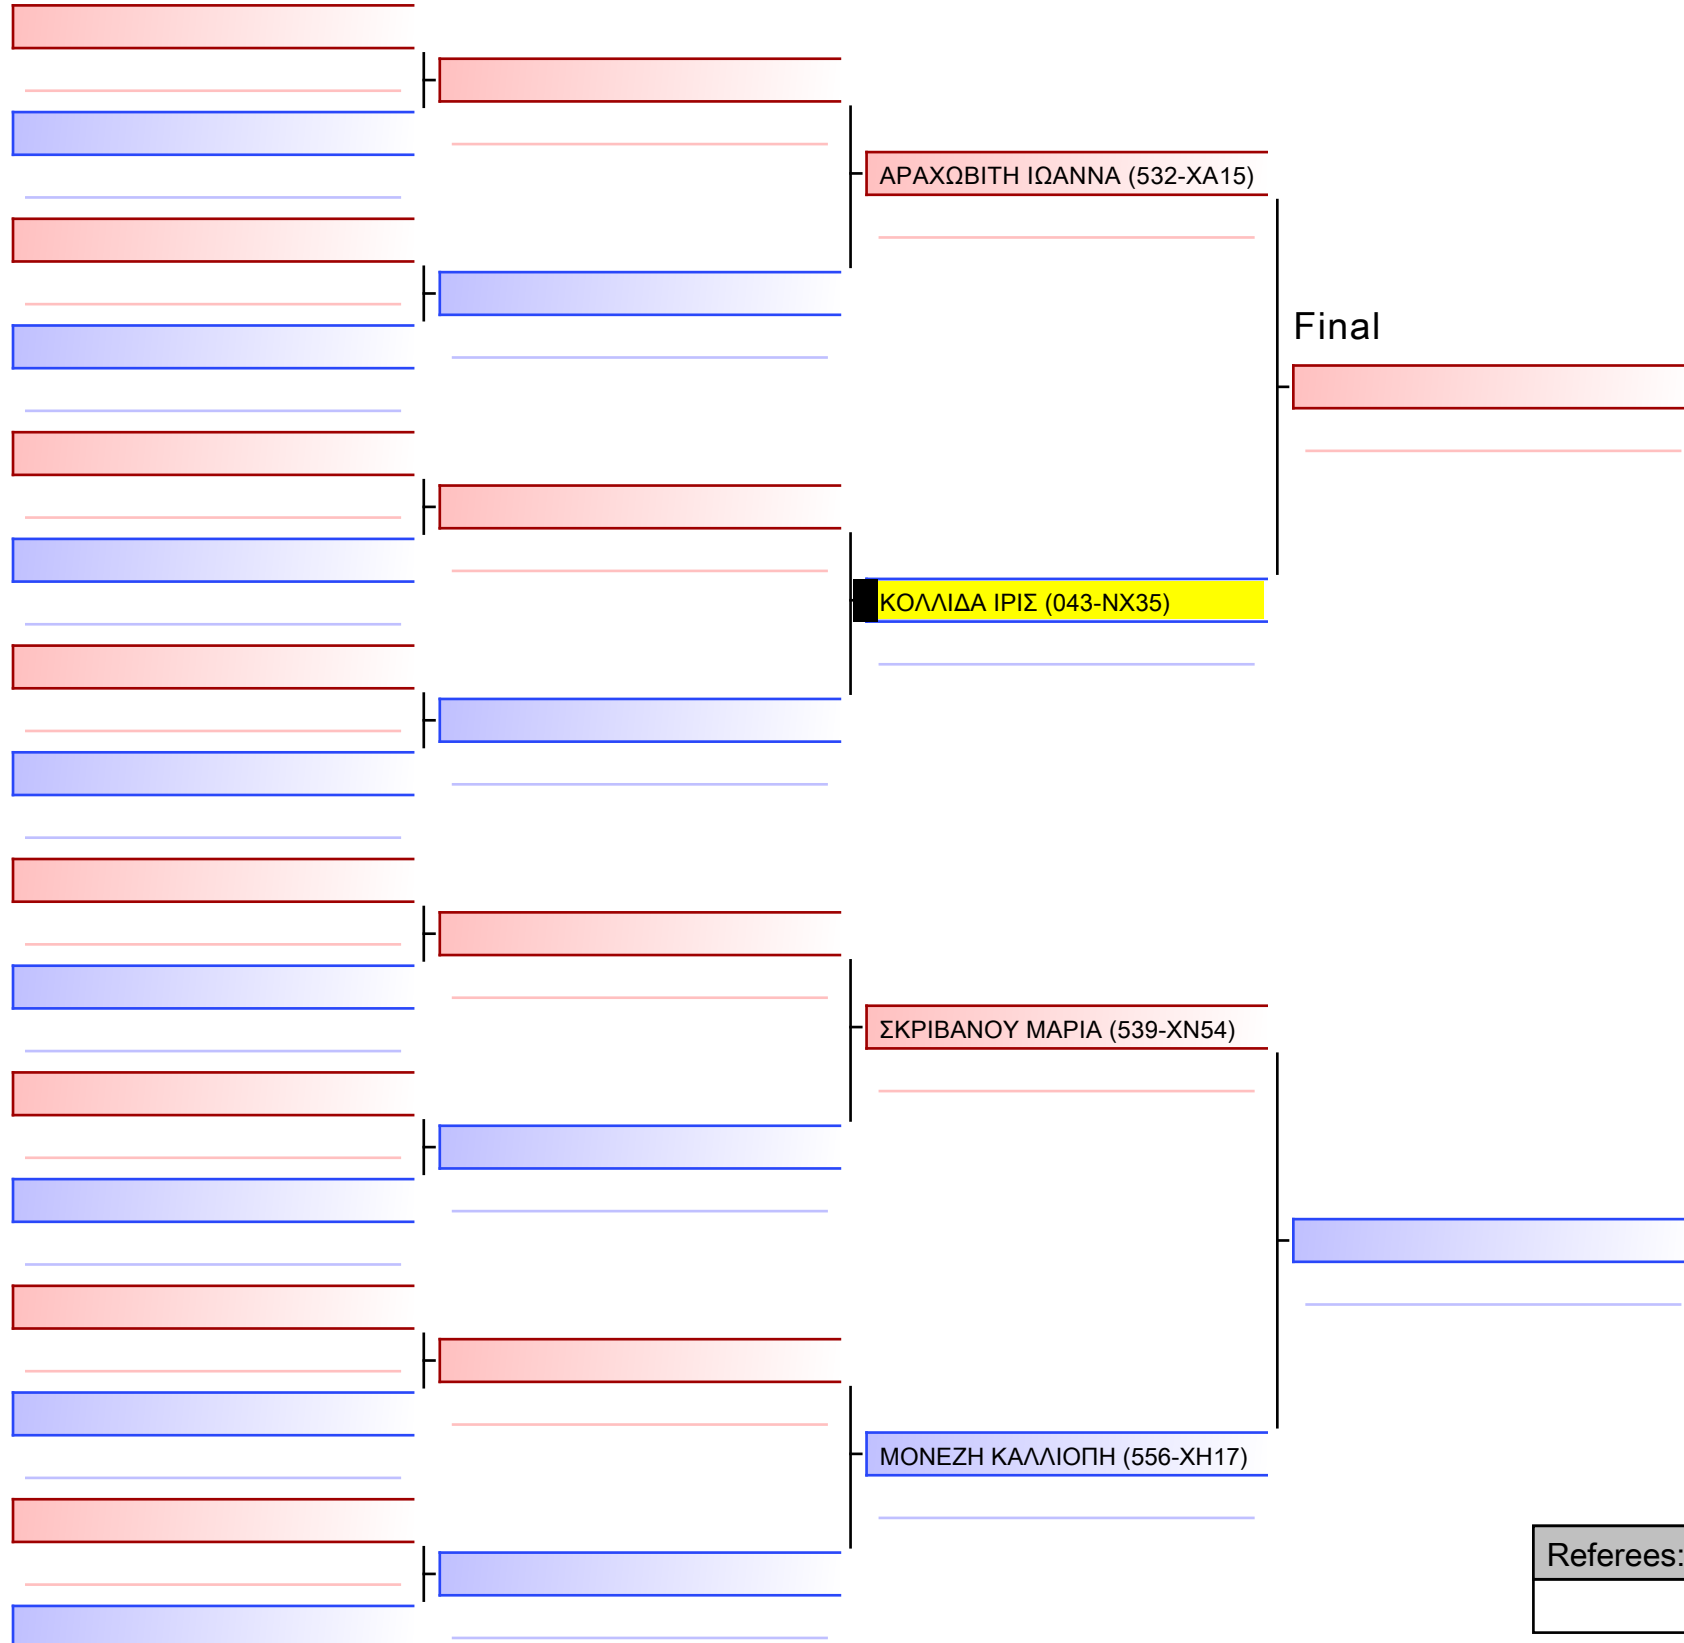 ΑΡΑΧΩΒΙΤΗ ΙΩΑΝΝΑ (532-ΧΑ15)
Final
ΚΟΛΛΙΔΑ ΙΡΙΣ (043-ΝΧ35)
ΣΚΡΙΒΑΝΟΥ ΜΑΡΙΑ (539-ΧΝ54)
ΜΟΝΕΖΗ ΚΑΛΛΙΟΠΗ (556-ΧΗ17)
Referees: